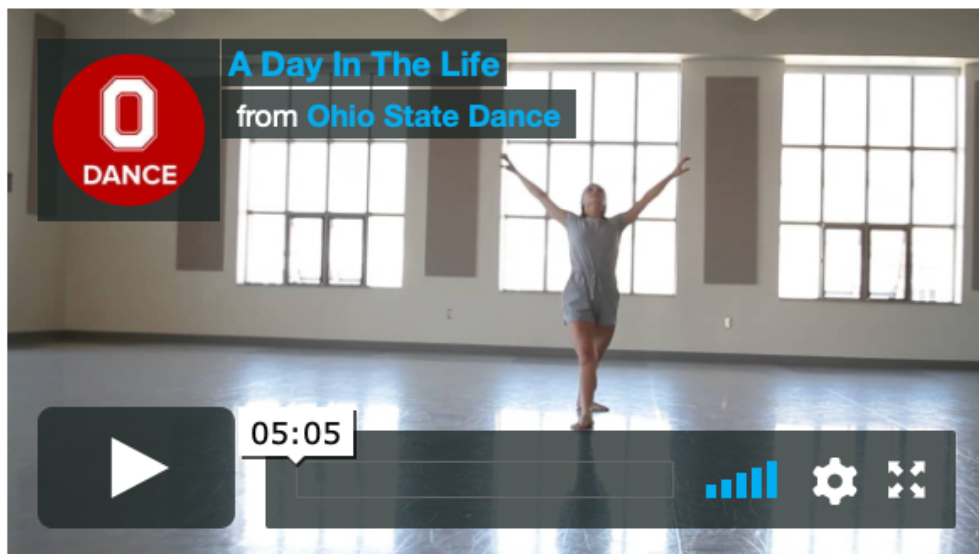 A Day In The Life
from Ohio State Dance
O
DANCE
05:05